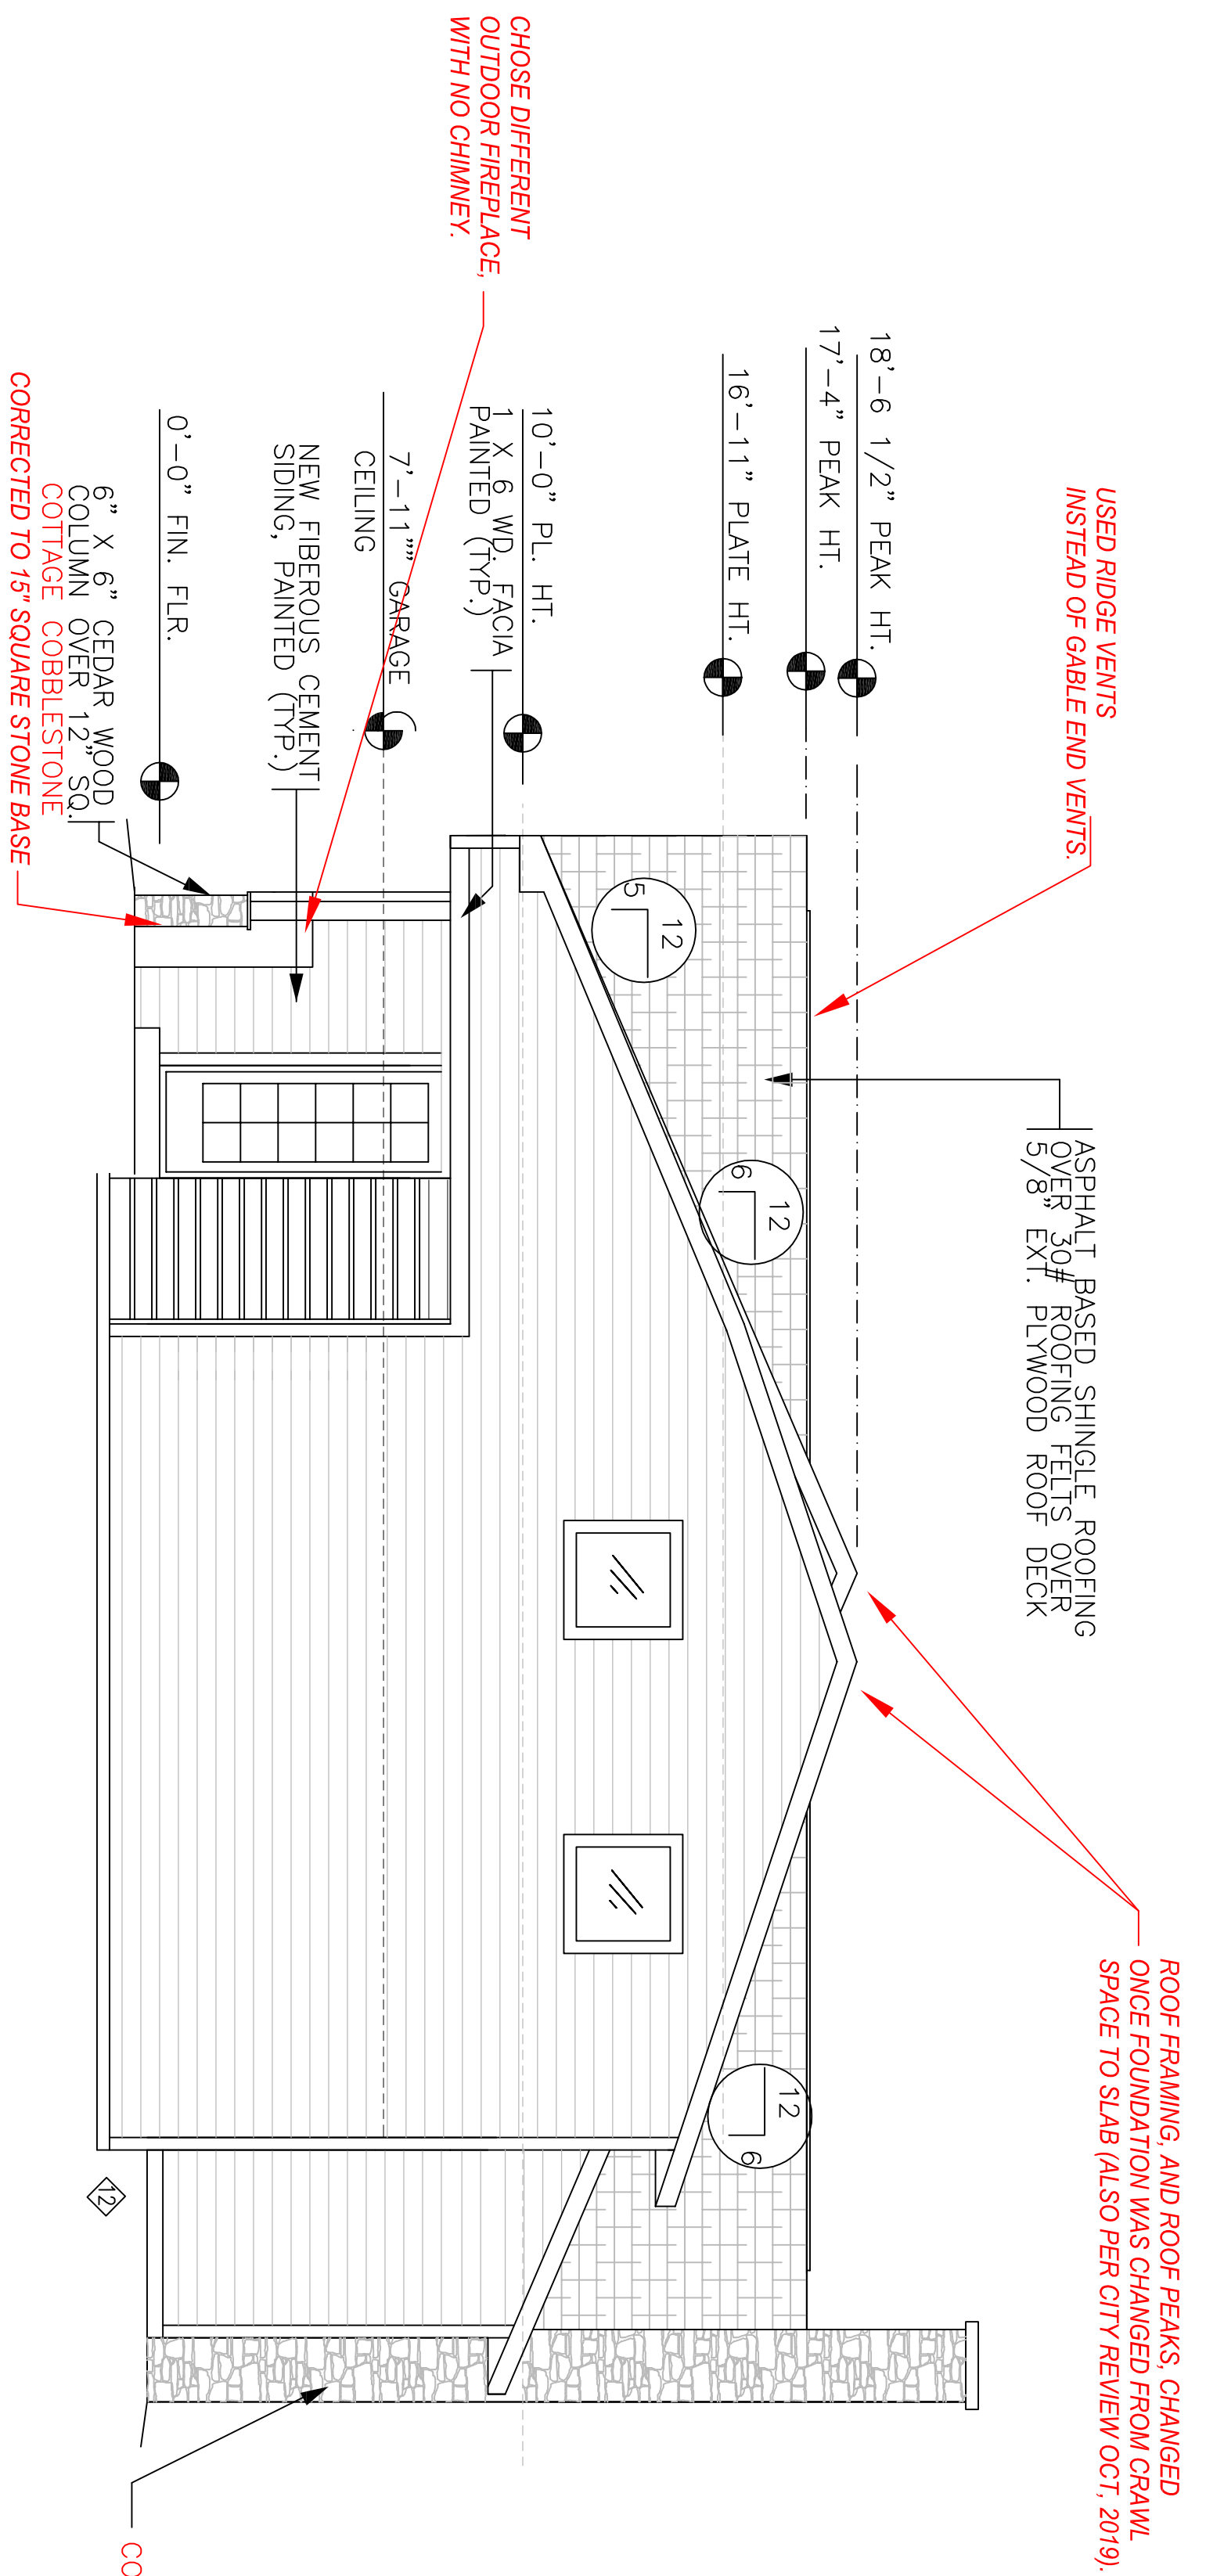 USED RIDGE VENTS
INSTEAD OF GABLE END VENTS.
ASPHALT BASED SHINGLE ROOFING
OVER 30# ROOFING FELTS OVER
5/8" EXT. PLYWOOD ROOF DECK
ROOF FRAMING, AND ROOF PEAKS, CHANGED
ONCE FOUNDATION WAS CHANGED FROM CRAWL
SPACE TO SLAB (ALSO PER CITY REVIEW OCT, 2019).
18'-6 1/2" PEAK HT.
17'-4" PEAK HT.
16'-11" PLATE HT.
12
5
12
6
12
6
CHOSE DIFFERENT
OUTDOOR FIREPLACE,
WITH NO CHIMNEY.
10'-0" PL. HT.
1 X 6 WD. FACIA
PAINTED (TYP.)
7'-11"" GARAGE
CEILING
NEW FIBEROUS CEMENT
SIDING, PAINTED (TYP.)
0'-0" FIN. FLR.
6" X 6" CEDAR WOOD
COLUMN OVER 12" SQ.
COTTAGE COBBLESTONE
CORRECTED TO 15" SQUARE STONE BASE
12
CO